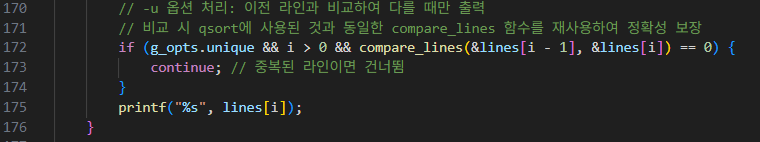 170 // -u 옵션 처리: 이전 라인과 비교하여 다를 때만 출력
171 // 비교 시 qsort에 사용된 것과 동일한 compare_lines 함수를 재사용하여 정확성 보장
172 if (g_opts.unique && i > 0 && compare_lines(&lines[i - 1], &lines[i]) == 0) {
173 continue; // 중복된 라인이면 건너뜀
174 }
175 printf("%s", lines[i]);
176 }